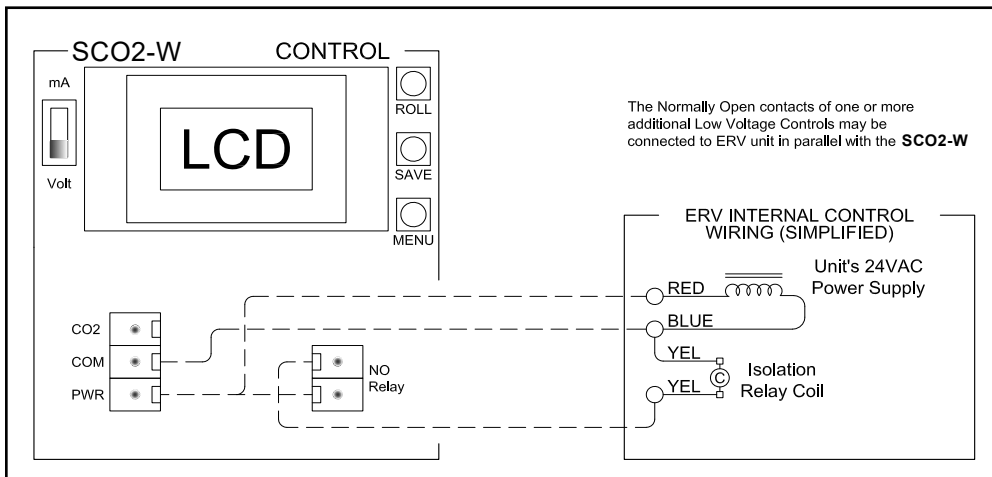 SCO2-W CONTROL
mA
Volt
LCD
ROLL
SAVE
MENU
The Normally Open contacts of one or more
additional Low Voltage Controls may be
connected to ERV unit in parallel with the SCO2-W
ERV INTERNAL CONTROL
WIRING (SIMPLIFIED)
Unit's 24VAC
Power Supply
RED
BLUE
YEL
YEL
C
Isolation
Relay Coil
CO2
COM
PWR
NO
Relay